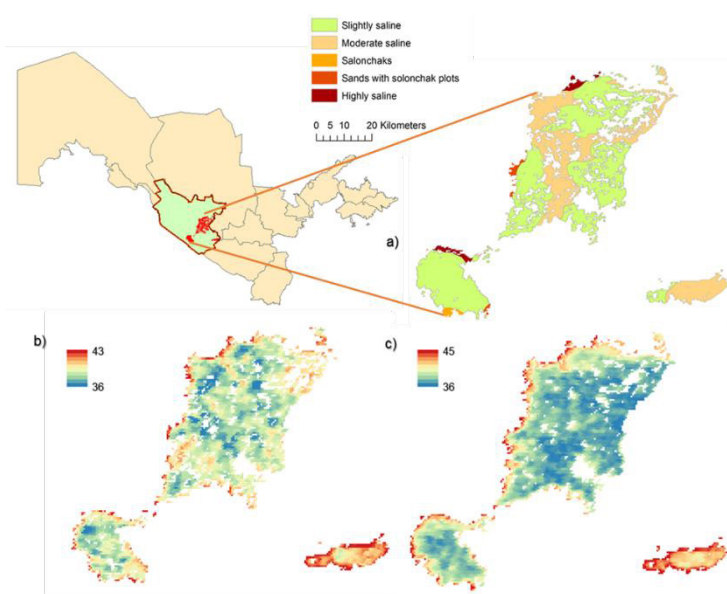 Slightly saline
Moderate saline
Salonchaks
Sands with solonchak plots
Highly saline
0 5 10 20 Kilometers
a)
b)
43
36
c)
45
36